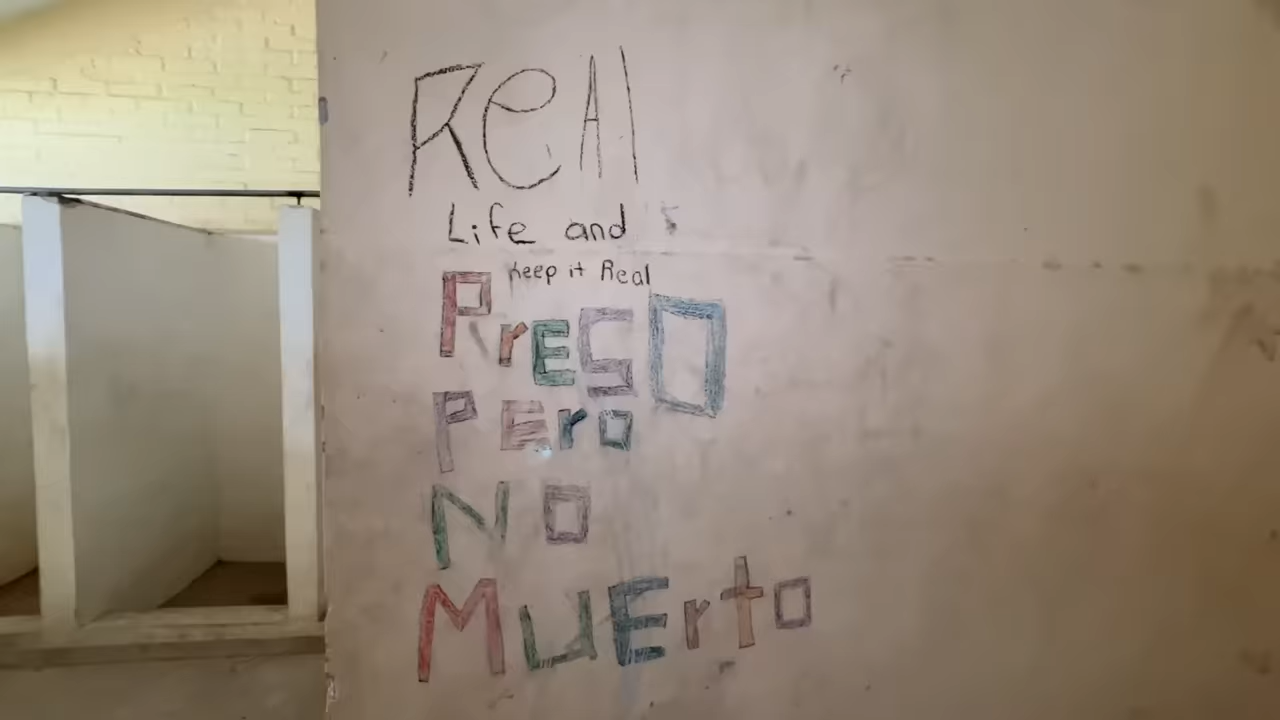 ReAl
Life and
Keep it Real
PrESO
PEro
NO
MUErto